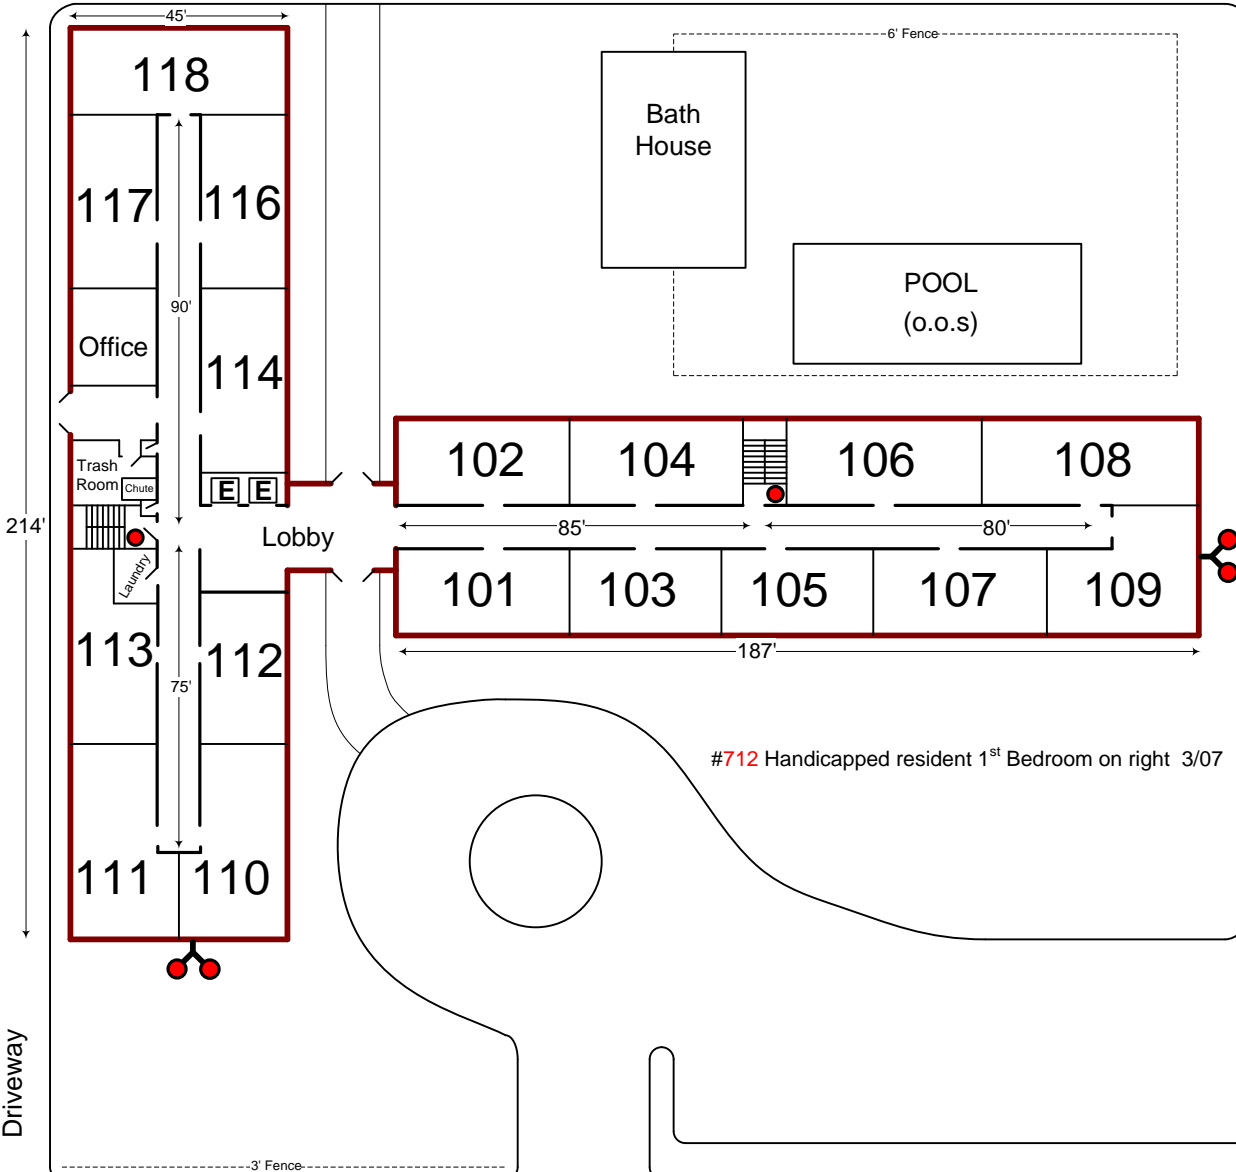 45'
6' Fence
118
Bath
House
117
116
POOL
(o.o.s)
90'
Office
114
Trash
Room
Chute
E
E
102
104
106
108
214'
Lobby
85'
80'
Laundry
101
103
105
107
109
113
112
187'
75'
#712 Handicapped resident 1st Bedroom on right 3/07
111
110
Driveway
3' Fence